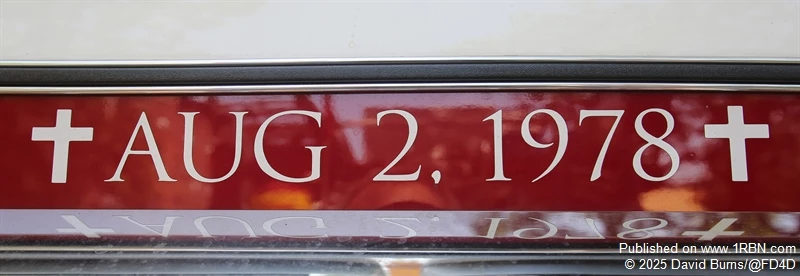 AUG 2, 1978
Published on www.1RBN.com
© 2025 David Burns/@FD4D